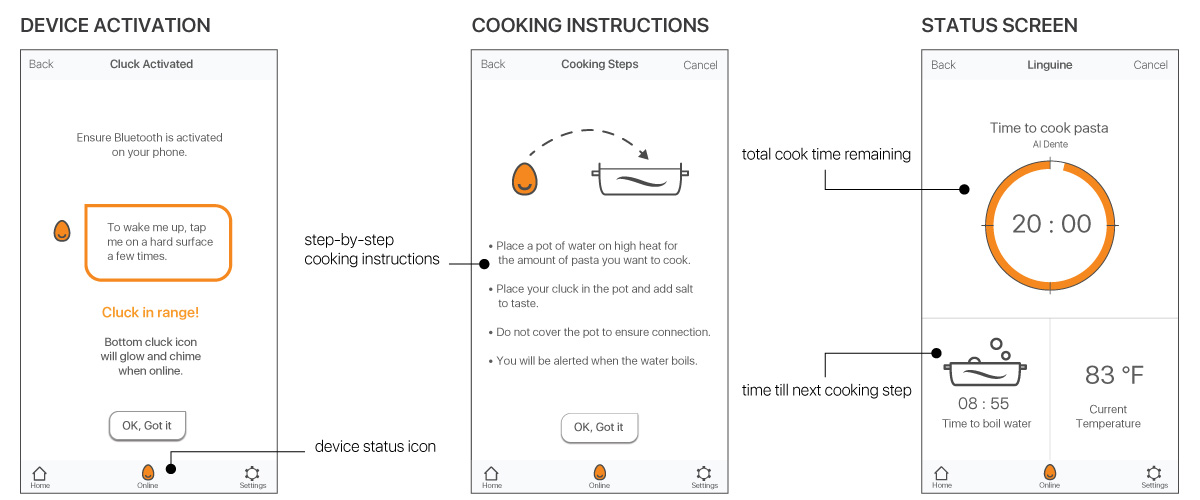 DEVICE ACTIVATION
Back
Cluck Activated
Ensure Bluetooth is activated
on your phone.
To wake me up, tap
me on a hard surface
a few times.
Cluck in range!
Bottom cluck icon
will glow and chime
when online.
OK, Got it
device status icon
Home
Online
Settings
COOKING INSTRUCTIONS
Back
Cooking Steps
Cancel
step-by-step
cooking instructions
• Place a pot of water on high heat for
the amount of pasta you want to cook.
• Place your cluck in the pot and add salt
to taste.
• Do not cover the pot to ensure connection.
• You will be alerted when the water boils.
OK, Got it
Home
Online
Settings
STATUS SCREEN
Back
Linguine
Cancel
Time to cook pasta
Al Dente
total cook time remaining
20 : 00
time till next cooking step
08 : 55
Time to boil water
83 °F
Current
Temperature
Home
Online
Settings